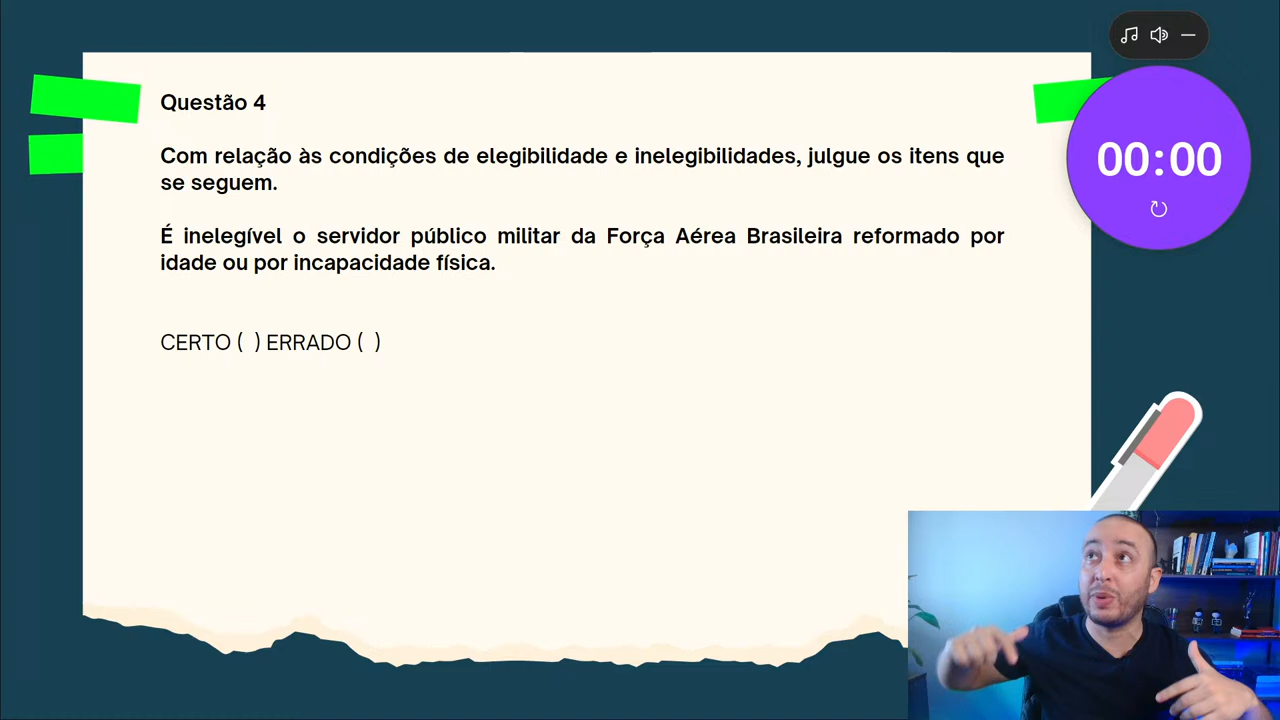 Questão 4
Com relação às condições de elegibilidade e inelegibilidades, julgue os itens que
se seguem.
É inelegível o servidor público militar da Força Aérea Brasileira reformado por
idade ou por incapacidade física.
CERTO ( ) ERRADO ( )
00:00